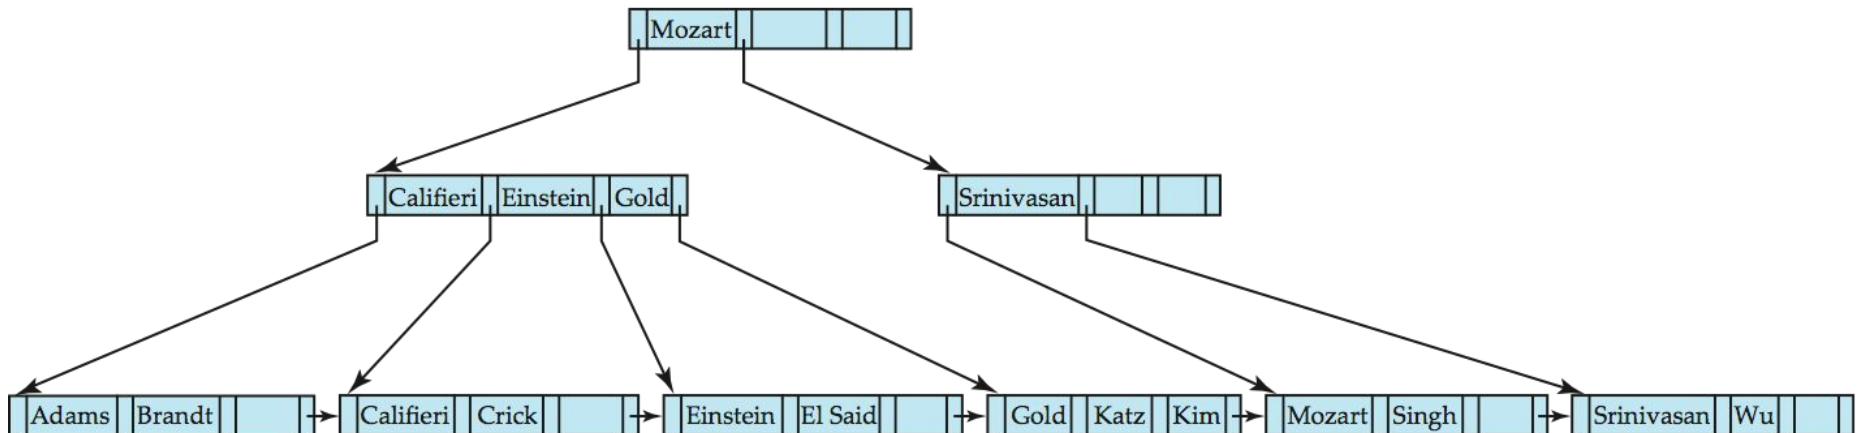 Mozart
Califieri Einstein Gold
Srinivasan
Adams Brandt
Califieri Crick
Einstein El Said
Gold Katz Kim
Mozart Singh
Srinivasan Wu